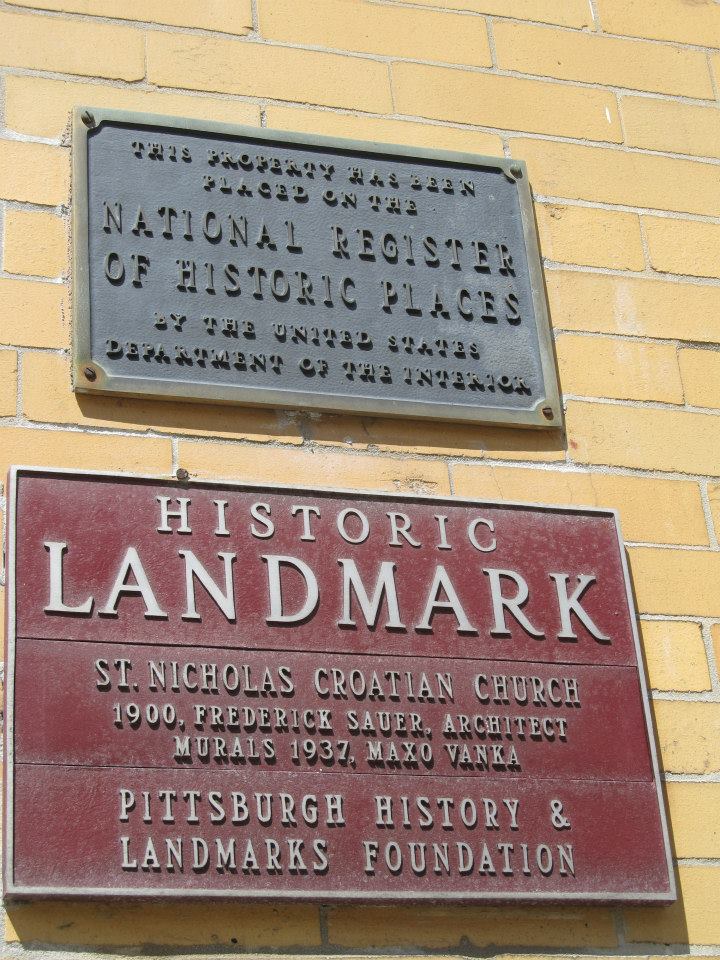 THIS PROPERTY HAS BEEN
PLACED ON THE
NATIONAL REGISTER
OF HISTORIC PLACES
BY THE UNITED STATES
DEPARTMENT OF THE INTERIOR
HISTORIC
LANDMARK
ST. NICHOLAS CROATIAN CHURCH
1900, FREDERICK SAUER, ARCHITECT
MURALS 1937, MAXO VANKA
PITTSBURGH HISTORY &
LANDMARKS FOUNDATION